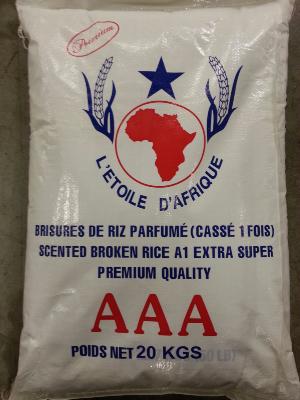 Premium
L'ETOILE D'AFRIQUE
BRISURES DE RIZ PARFUMÉ (CASSÉ 1 FOIS)
SCENTED BROKEN RICE A1 EXTRA SUPER
PREMIUM QUALITY
AAA
POIDS NET 20 KGS